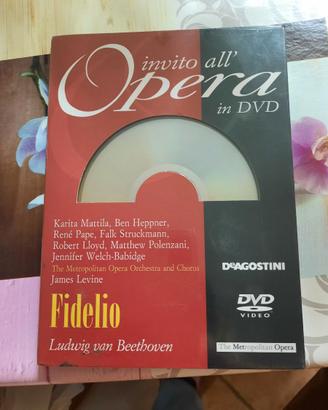 invito all'
Opera
in DVD
Karita Mattila, Ben Heppner,
René Pape, Falk Struckmann,
Robert Lloyd, Matthew Polenzani,
Jennifer Welch-Babidge
The Metropolitan Opera Orchestra and Chorus
James Levine
DeAGOSTINI
Fidelio
DVD
VIDEO
Ludwig van Beethoven
The Metropolitan Opera